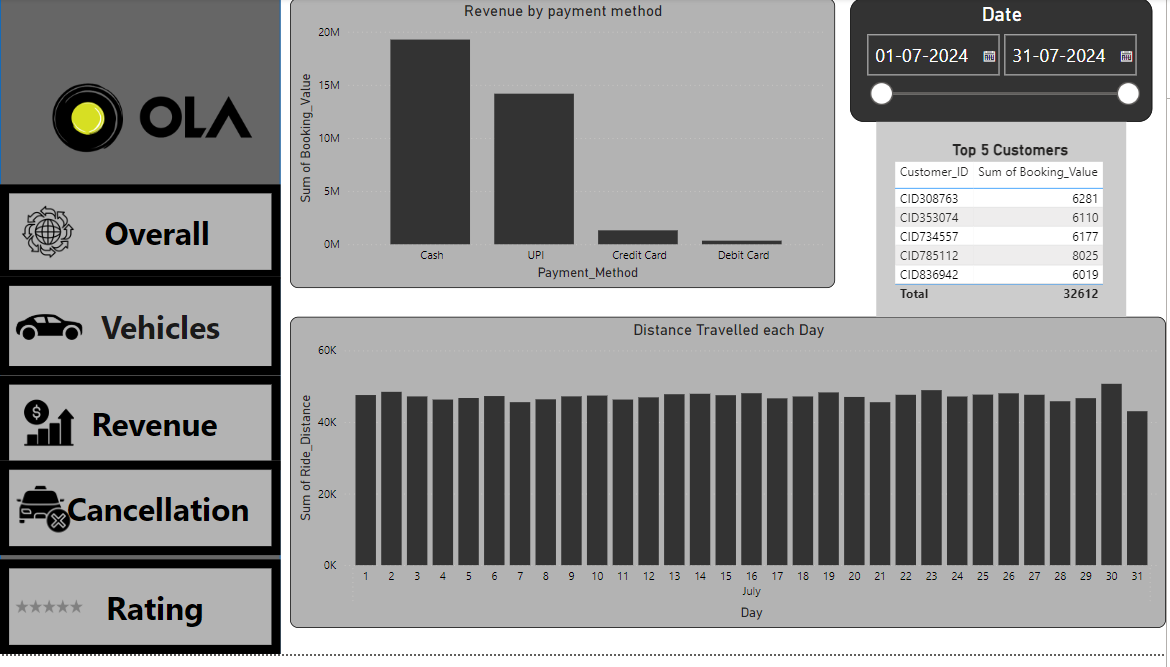 OLA
Overall
Vehicles
$
Revenue
Cancellation
Rating
Revenue by payment method
Sum of Booking_Value
20M
15M
10M
5M
0M
Cash UPI Credit Card Debit Card
Payment_Method
Date
01-07-2024 31-07-2024
Top 5 Customers
Customer_ID Sum of Booking_Value
CID308763 6281
CID353074 6110
CID734557 6177
CID785112 8025
CID836942 6019
Total 32612
Distance Travelled each Day
Sum of Ride_Distance
60K
40K
20K
0K
1 2 3 4 5 6 7 8 9 10 11 12 13 14 15 16 17 18 19 20 21 22 23 24 25 26 27 28 29 30 31
July
Day